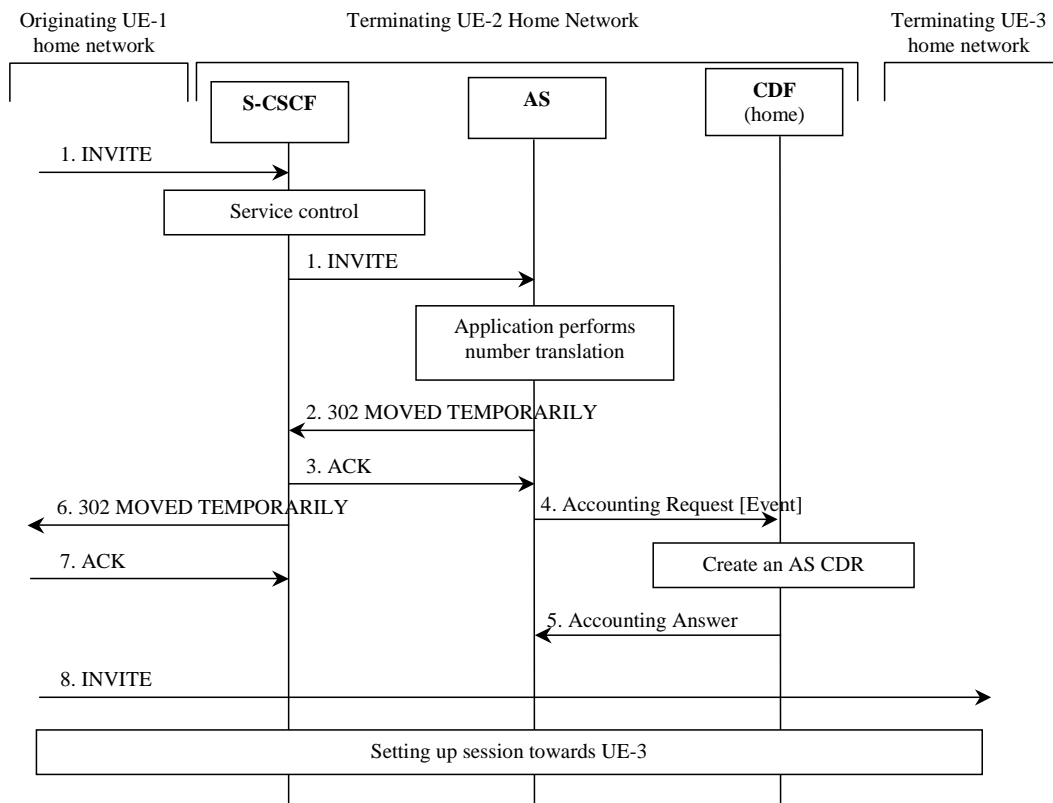 Originating UE-1
home network
Terminating UE-2 Home Network
Terminating UE-3
home network
S-CSCF
AS
CDF
(home)
1. INVITE
Service control
1. INVITE
Application performs
number translation
2. 302 MOVED TEMPORARILY
3. ACK
6. 302 MOVED TEMPORARILY
4. Accounting Request [Event]
7. ACK
Create an AS CDR
5. Accounting Answer
8. INVITE
Setting up session towards UE-3